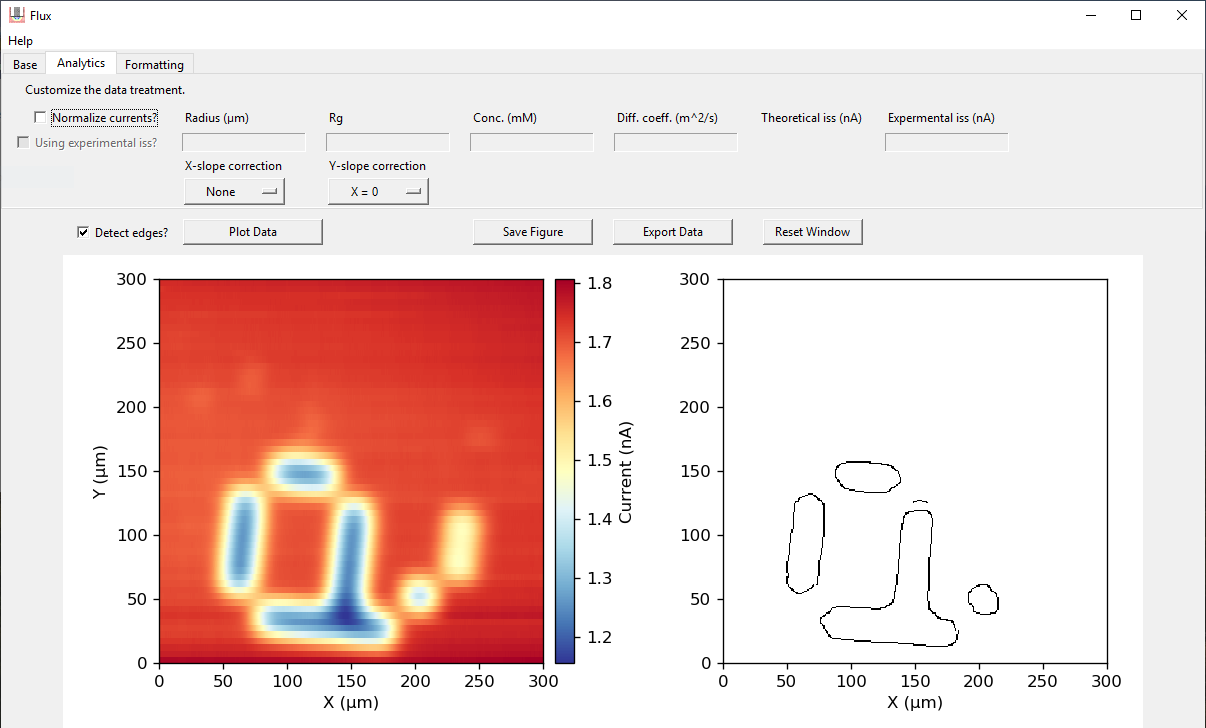 Flux
Help
Base Analytics Formatting
Customize the data treatment.
Normalize currents? Radius (μm) Rg Conc. (mM) Diff. coeff. (m^2/s) Theoretical iss (nA) Expermental iss (nA)
Using experimental iss?
X-slope correction Y-slope correction
None X = 0
Detect edges? Plot Data Save Figure Export Data Reset Window
300 1.8 300
250 1.7 250
200 1.6 200
Y (μm) 150 1.5 Current (nA) 150
100 1.4 100
50 1.3 50
0 1.2 0
0 50 100 150 200 250 300 0 50 100 150 200 250 300
X (μm) X (μm)